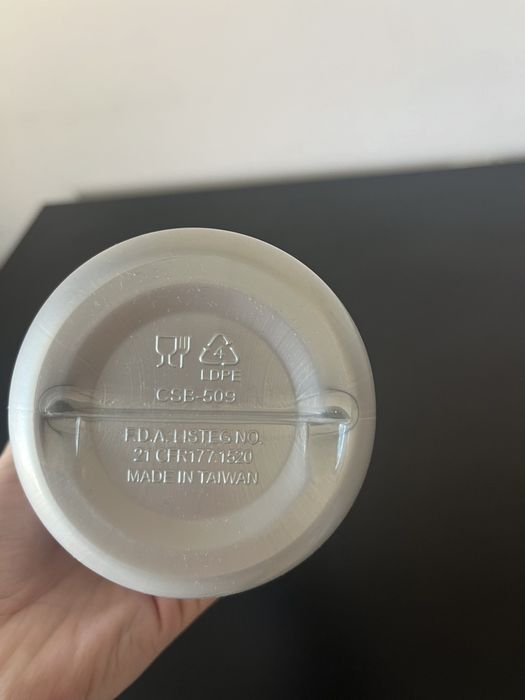 4
LDPE
CSB-509
F.D.A. LISTEG NO.
21 CFR177.1520
MADE IN TAIWAN